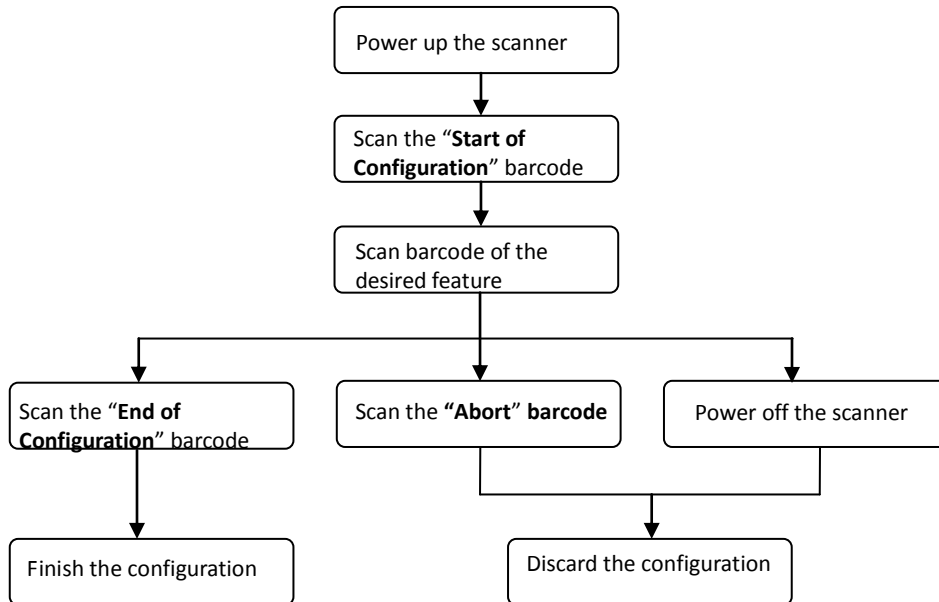 Power up the scanner
Scan the “Start of
Configuration” barcode
Scan barcode of the
desired feature
Scan the “End of
Configuration” barcode
Scan the “Abort” barcode
Power off the scanner
Finish the configuration
Discard the configuration